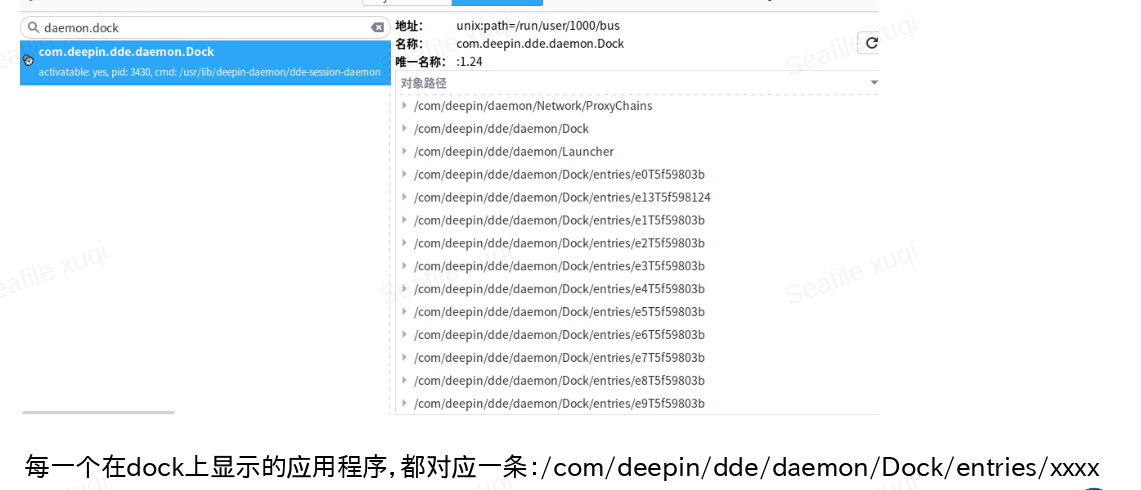 daemon.dock
com.deepin.dde.daemon.Dock
activatable: yes, pid: 3430, cmd: /usr/lib/deepin-daemon/dde-session-daemon
地址： unix:path=/run/user/1000/bus
名称： com.deepin.dde.daemon.Dock
唯一名称： :1.24
对象路径
/com/deepin/daemon/Network/ProxyChains
/com/deepin/dde/daemon/Dock
/com/deepin/dde/daemon/Launcher
/com/deepin/dde/daemon/Dock/entries/e0T5f59803b
/com/deepin/dde/daemon/Dock/entries/e13T5f598124
/com/deepin/dde/daemon/Dock/entries/e1T5f59803b
/com/deepin/dde/daemon/Dock/entries/e2T5f59803b
/com/deepin/dde/daemon/Dock/entries/e3T5f59803b
/com/deepin/dde/daemon/Dock/entries/e4T5f59803b
/com/deepin/dde/daemon/Dock/entries/e5T5f59803b
/com/deepin/dde/daemon/Dock/entries/e6T5f59803b
/com/deepin/dde/daemon/Dock/entries/e7T5f59803b
/com/deepin/dde/daemon/Dock/entries/e8T5f59803b
/com/deepin/dde/daemon/Dock/entries/e9T5f59803b
每一个在dock上显示的应用程序,都对应一条:/com/deepin/dde/daemon/Dock/entries/xxxx
Seafile xuqi